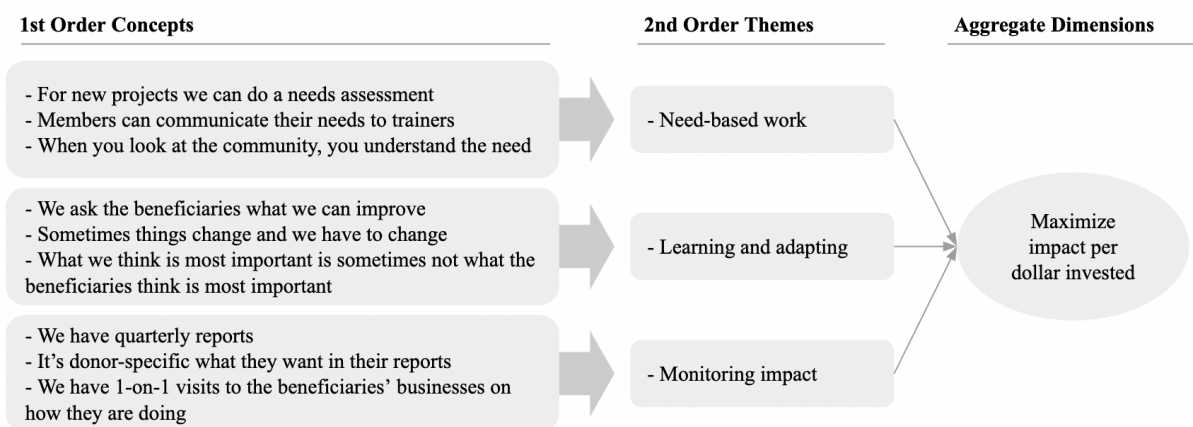 1st Order Concepts
2nd Order Themes
Aggregate Dimensions
- For new projects we can do a needs assessment
- Members can communicate their needs to trainers
- When you look at the community, you understand the need
- Need-based work
- We ask the beneficiaries what we can improve
- Sometimes things change and we have to change
- What we think is most important is sometimes not what the
beneficiaries think is most important
- Learning and adapting
- We have quarterly reports
- It’s donor-specific what they want in their reports
- We have 1-on-1 visits to the beneficiaries’ businesses on
how they are doing
- Monitoring impact
Maximize
impact per
dollar invested